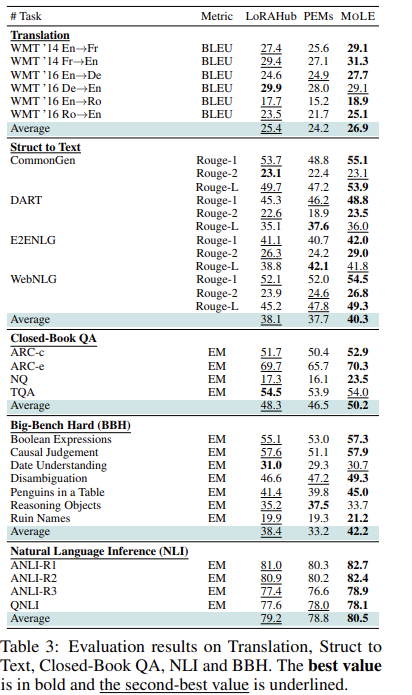 # Task Metric LoRAHub PEMs MOLE
Translation
WMT '14 En→Fr BLEU 27.4 25.6 29.1
WMT '14 Fr→En BLEU 29.4 27.1 31.3
WMT '16 En→De BLEU 24.6 24.9 27.7
WMT '16 De→En BLEU 29.9 28.0 29.1
WMT '16 En→Ro BLEU 17.7 15.2 18.9
WMT '16 Ro→En BLEU 23.5 21.7 25.1
Average 25.4 24.2 26.9
Struct to Text
CommonGen Rouge-1 53.7 48.8 55.1
Rouge-2 23.1 22.4 23.1
Rouge-L 49.7 47.2 53.9
DART Rouge-1 45.3 46.2 48.8
Rouge-2 22.6 18.9 23.5
Rouge-L 35.1 37.6 36.0
E2ENLG Rouge-1 41.1 40.7 42.0
Rouge-2 26.3 24.2 29.0
Rouge-L 38.8 42.1 41.8
WebNLG Rouge-1 52.1 52.0 54.5
Rouge-2 23.9 24.6 26.8
Rouge-L 45.2 47.8 49.3
Average 38.1 37.7 40.3
Closed-Book QA
ARC-c EM 51.7 50.4 52.9
ARC-e EM 69.7 65.7 70.3
NQ EM 17.3 16.1 23.5
TQA EM 54.5 53.9 54.0
Average 48.3 46.5 50.2
Big-Bench Hard (BBH)
Boolean Expressions EM 55.1 53.0 57.3
Causal Judgement EM 57.6 51.1 57.9
Date Understanding EM 31.0 29.3 30.7
Disambiguation EM 46.6 47.2 49.3
Penguins in a Table EM 41.4 39.8 45.0
Reasoning Objects EM 35.2 37.5 33.7
Ruin Names EM 19.9 19.3 21.2
Average 38.4 33.2 42.2
Natural Language Inference (NLI)
ANLI-R1 EM 81.0 80.3 82.7
ANLI-R2 EM 80.9 80.2 82.4
ANLI-R3 EM 77.4 76.6 78.9
QNLI EM 77.6 78.0 78.1
Average 79.2 78.8 80.5
Table 3: Evaluation results on Translation, Struct to
Text, Closed-Book QA, NLI and BBH. The best value
is in bold and the second-best value is underlined.